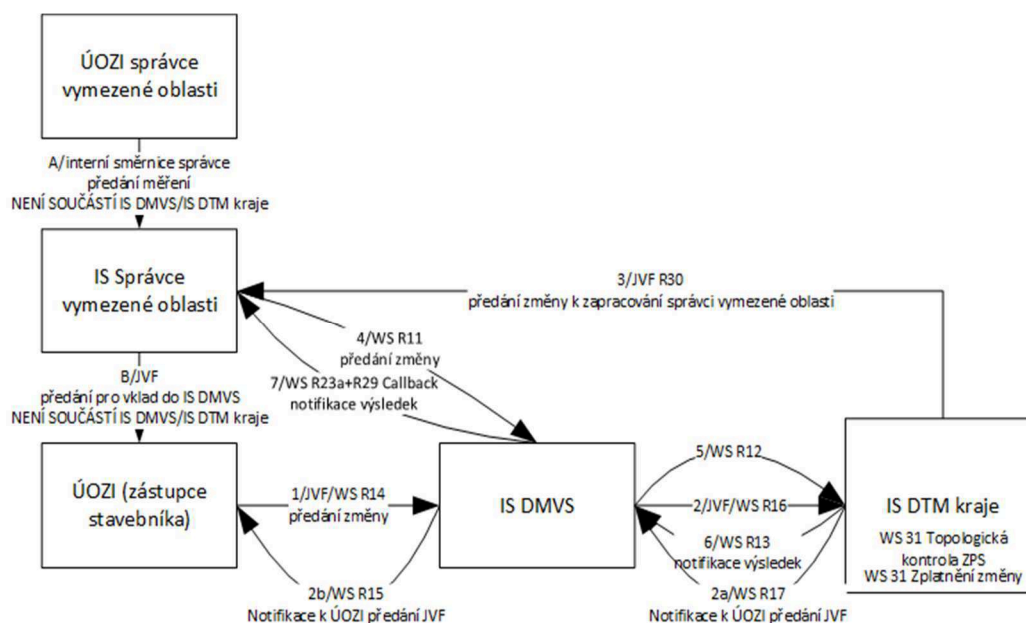 ÚOZI správce
vymezené oblasti
A/interní směrnice správce
předání měření
NENÍ SOUČÁSTÍ IS DMVS/IS DTM kraje
IS Správce
vymezené oblasti
3/JVF R30
předání změny k zapracování správci vymezené oblasti
4/WS R11
předání změny
7/WS R23a+R29 Callback
notifikace výsledek
B/JVF
předání pro vklad do IS DMVS
NENÍ SOUČÁSTÍ IS DMVS/IS DTM kraje
ÚOZI (zástupce
stavebníka)
1/JVF/WS R14
předání změny
IS DMVS
5/WS R12
2/JVF/WS R16
6/WS R13
notifikace výsledek
IS DTM kraje
WS 31 Topologická
kontrola ZPS
WS 31 Zplatnění změny
2b/WS R15
Notifikace k ÚOZI předání JVF
2a/WS R17
Notifikace k ÚOZI předání JVF